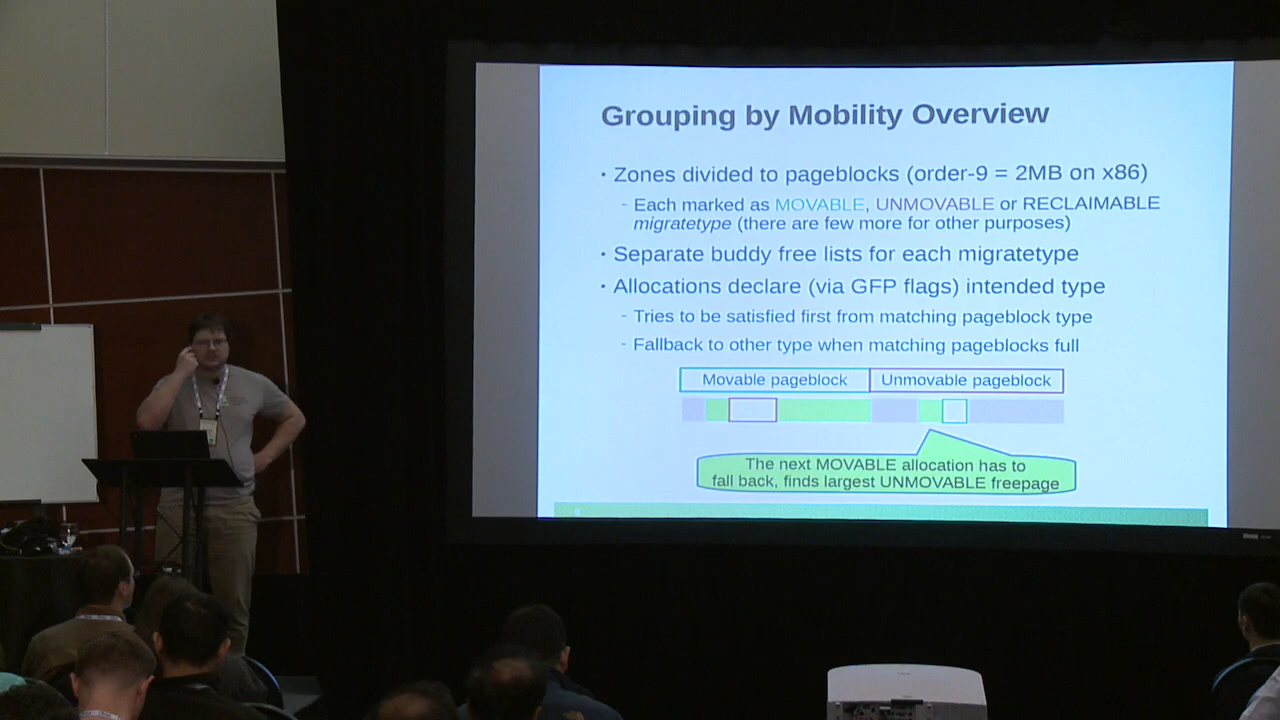 Grouping by Mobility Overview
• Zones divided to pageblocks (order-9 = 2MB on x86)
- Each marked as MOVABLE, UNMOVABLE or RECLAIMABLE
migratetype (there are few more for other purposes)
• Separate buddy free lists for each migratetype
• Allocations declare (via GFP flags) intended type
- Tries to be satisfied first from matching pageblock type
- Fallback to other type when matching pageblocks full
Movable pageblock Unmovable pageblock
The next MOVABLE allocation has to
fall back, finds largest UNMOVABLE freepage